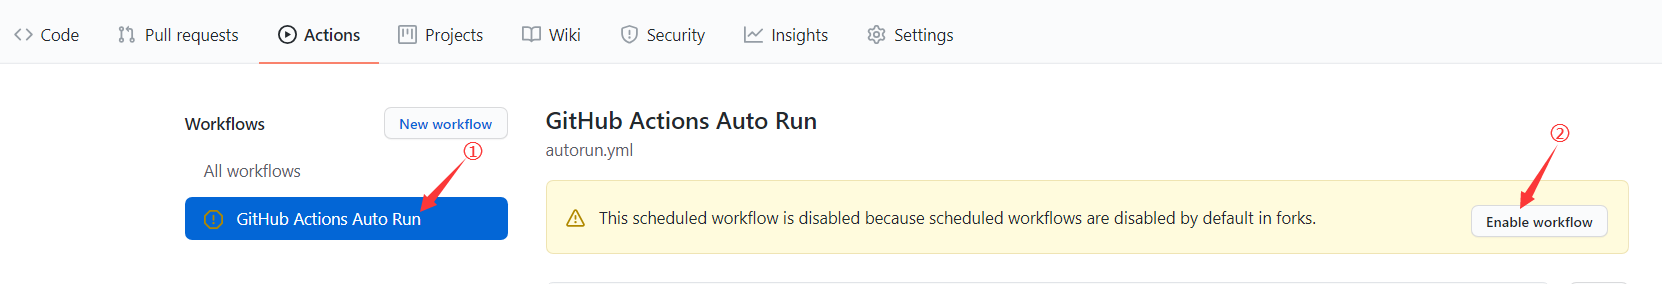 Code Pull requests Actions Projects Wiki Security Insights Settings
Workflows
New workflow
①
All workflows
GitHub Actions Auto Run
GitHub Actions Auto Run
autorun.yml
②
This scheduled workflow is disabled because scheduled workflows are disabled by default in forks.
Enable workflow